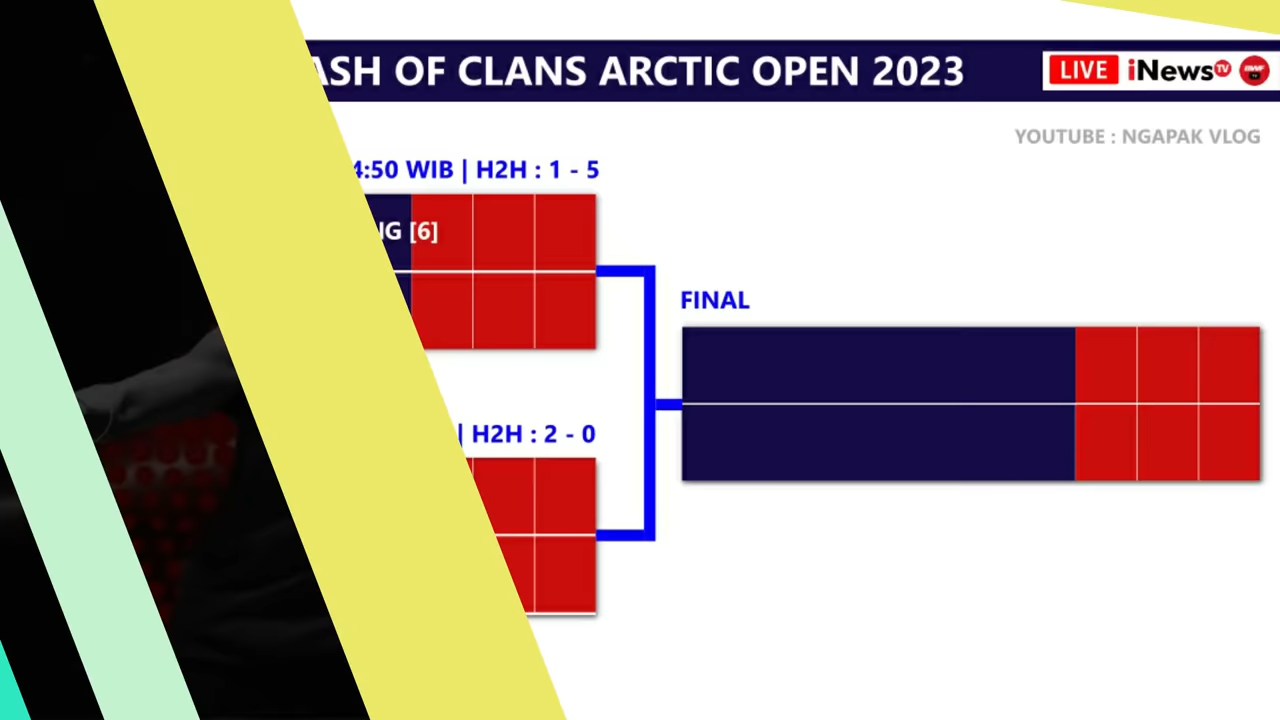 ASH OF CLANS ARCTIC OPEN 2023
LIVE iNews TV
YOUTUBE : NGAPAK VLOG
4:50 WIB | H2H : 1 - 5
NG [6]
FINAL
| H2H : 2 - 0